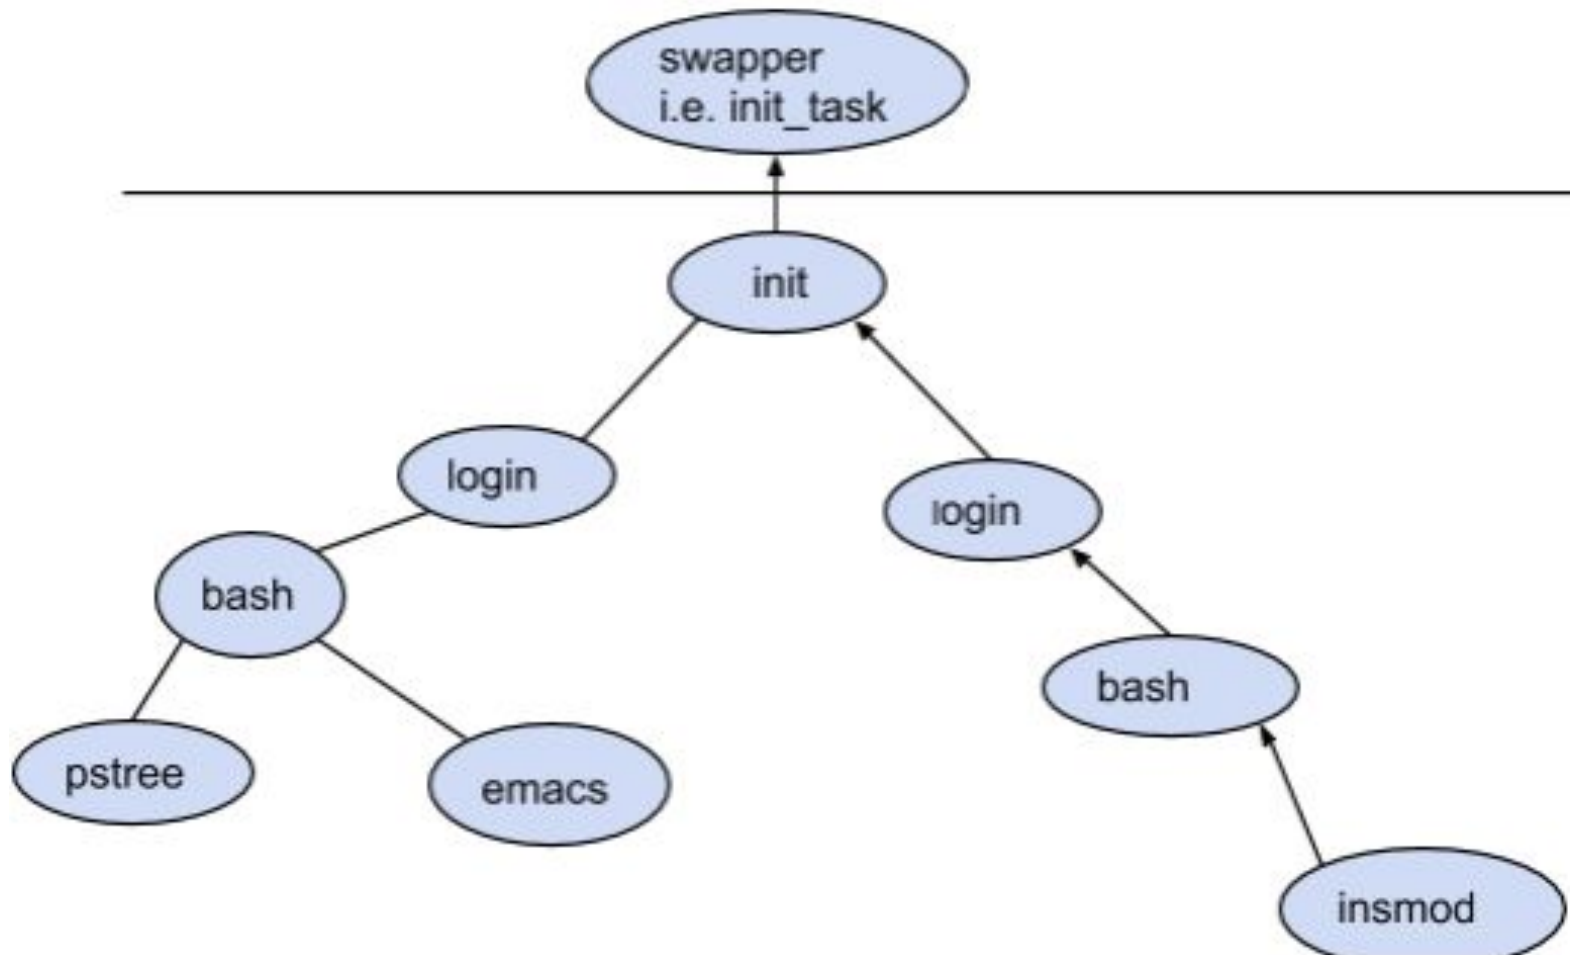 swapper
i.e. init_task
init
login
login
bash
bash
pstree
emacs
insmod